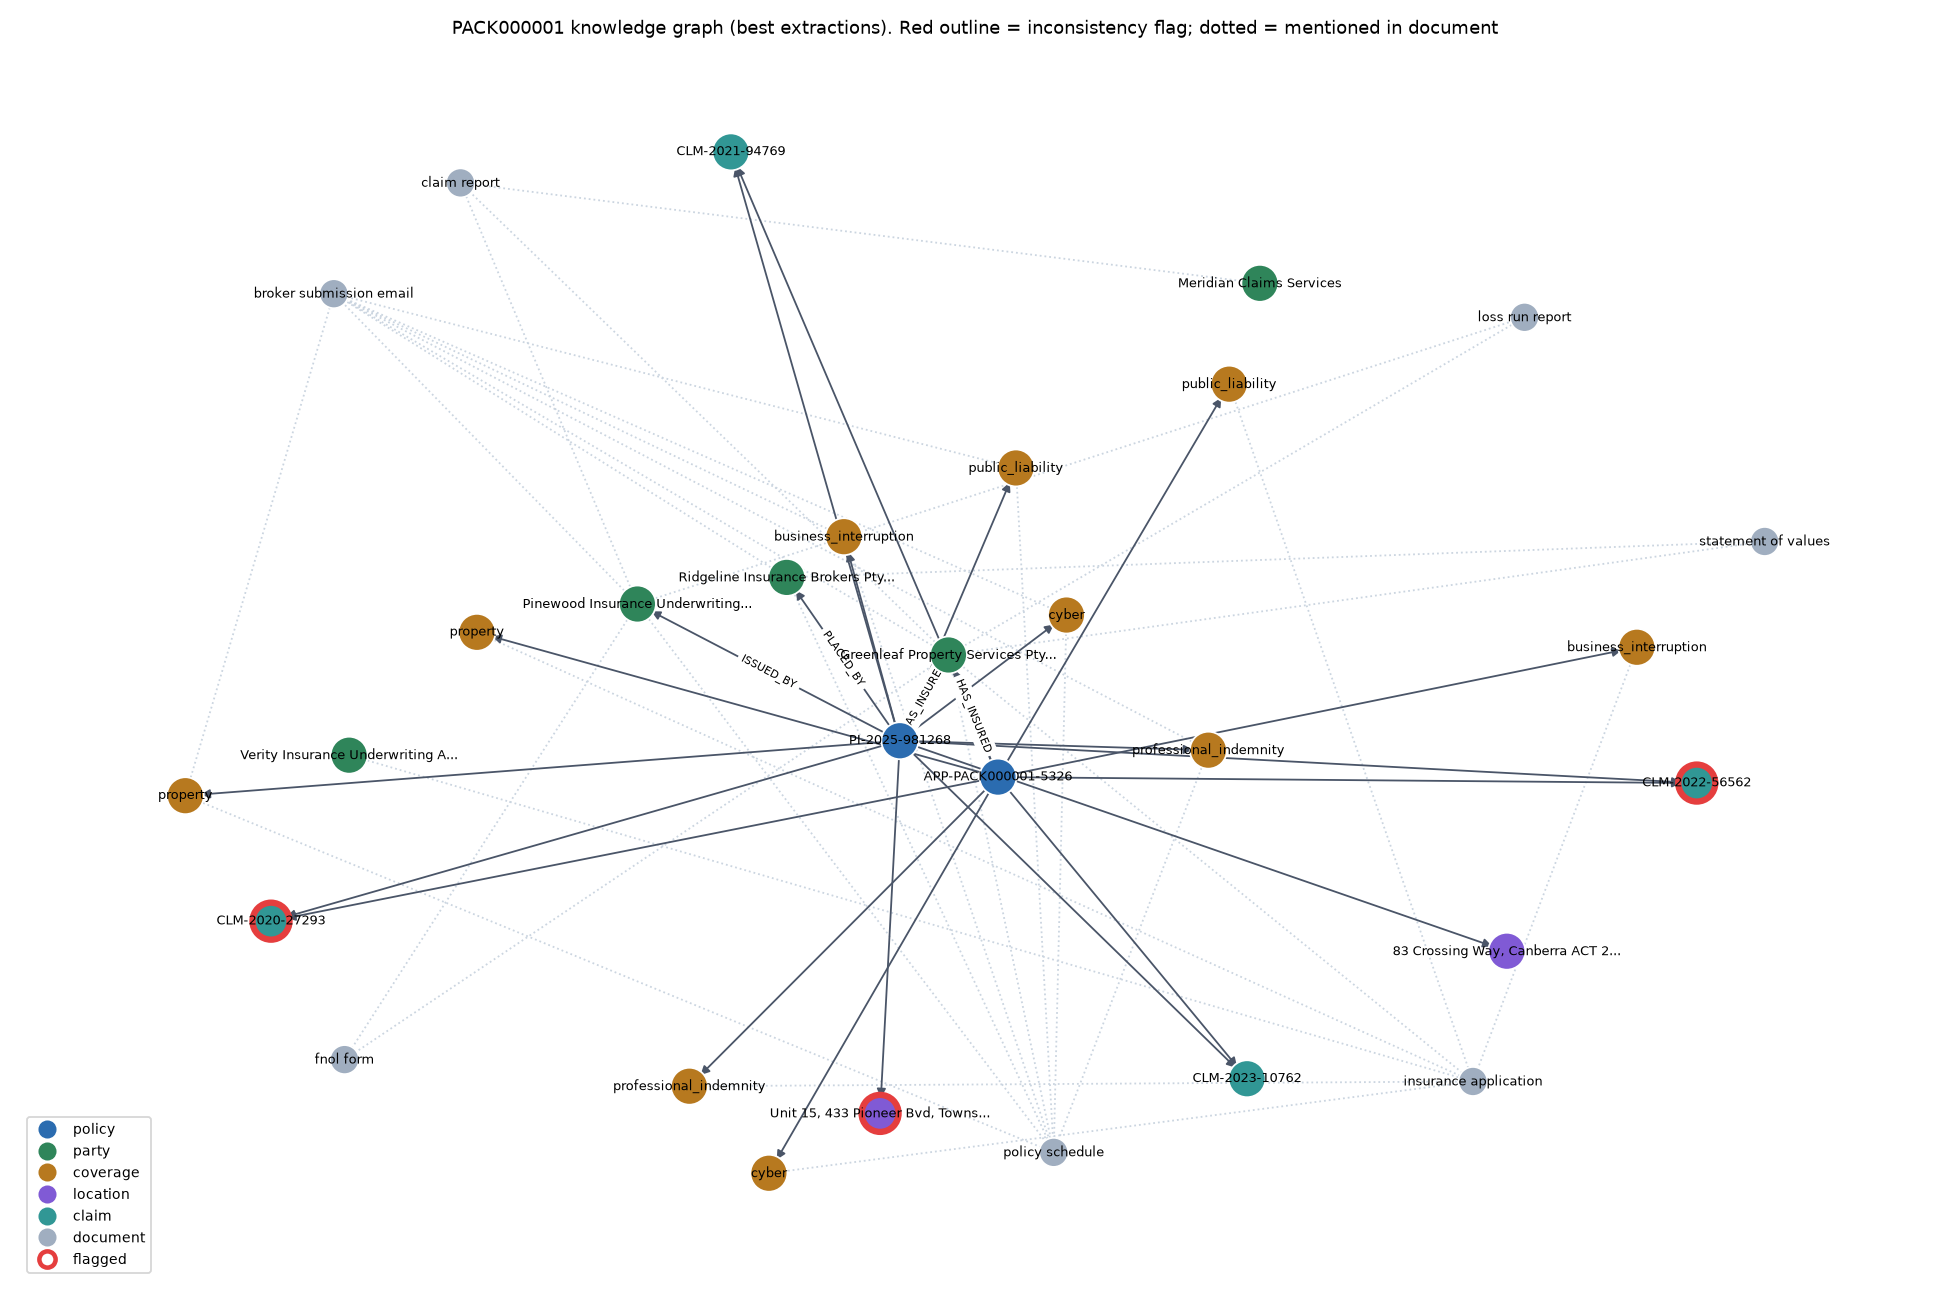 PACK000001 knowledge graph (best extractions). Red outline = inconsistency flag; dotted = mentioned in document
CLM-2021-94769
claim report
Meridian Claims Services
broker submission email
loss run report
public_liability
public_liability
business_interruption
statement of values
Ridgeline Insurance Brokers Pty...
Pinewood Insurance Underwriting...
cyber
property
business_interruption
Greenleaf Property Services Pty...
PLACED_BY
ISSUED_BY
AS_INSURE
HAS_INSURED
PI-2025-981268
professional_indemnity
Verity Insurance Underwriting A...
APP-PACK000001-5326
CLM-2022-56562
property
CLM-2020-27293
83 Crossing Way, Canberra ACT 2...
fnol form
CLM-2023-10762
insurance application
professional_indemnity
Unit 15, 433 Pioneer Bvd, Towns...
policy schedule
cyber
policy
party
coverage
location
claim
document
flagged